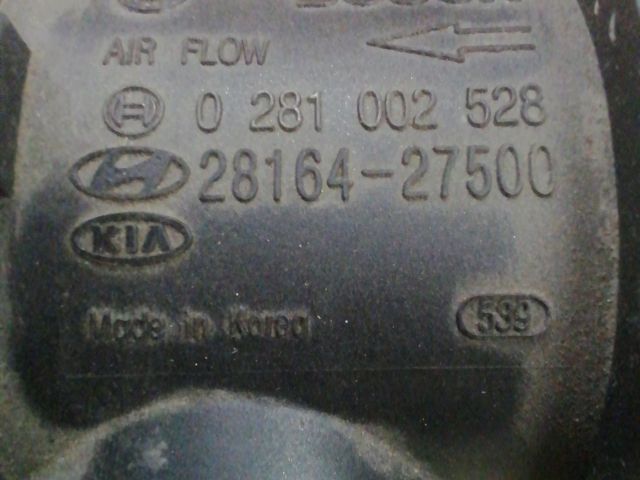 AIR FLOW
0 281 002 528
28164-27500
KIA
Made in Korea
539